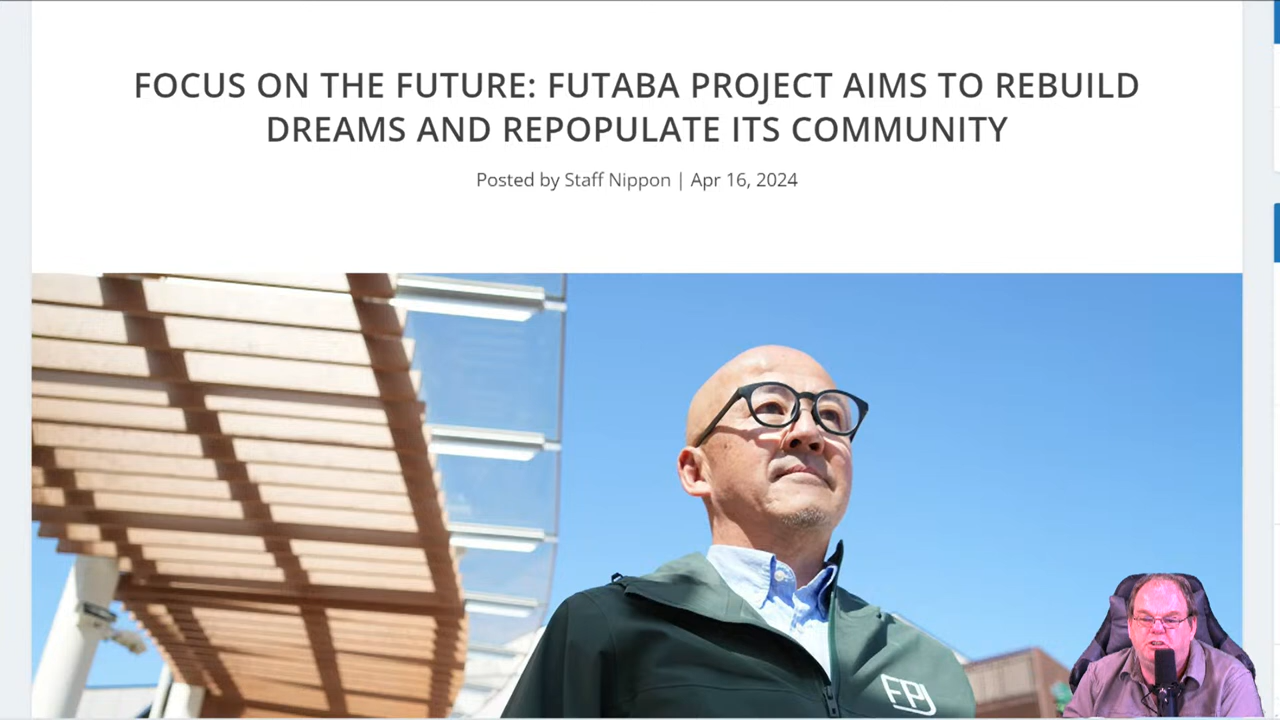 FOCUS ON THE FUTURE: FUTABA PROJECT AIMS TO REBUILD
DREAMS AND REPOPULATE ITS COMMUNITY
Posted by Staff Nippon | Apr 16, 2024
FPJ